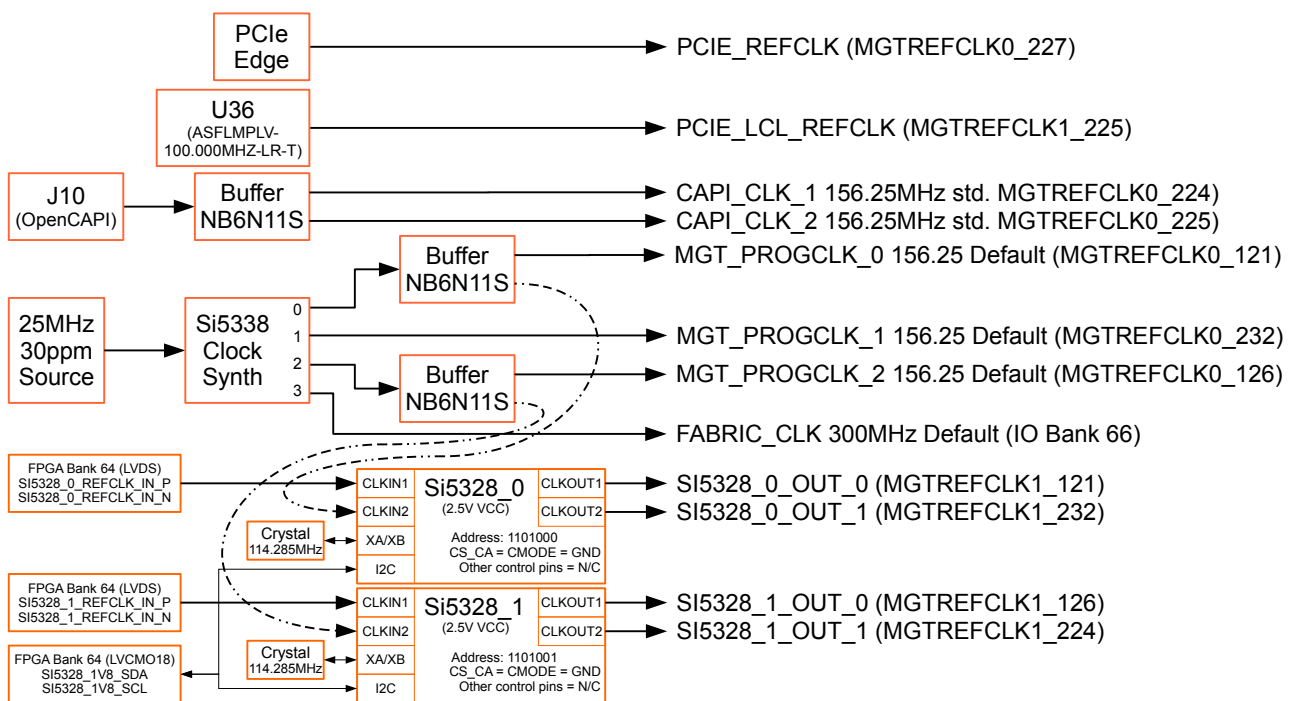 PCIe
Edge
PCIE_REFCLK (MGTREFCLK0_227)
U36
(ASFLMPLV-
100.000MHZ-LR-T)
PCIE_LCL_REFCLK (MGTREFCLK1_225)
J10
(OpenCAPI)
Buffer
NB6N11S
CAPI_CLK_1 156.25MHz std. MGTREFCLK0_224)
CAPI_CLK_2 156.25MHz std. MGTREFCLK0_225)
Buffer
NB6N11S
MGT_PROGCLK_0 156.25 Default (MGTREFCLK0_121)
25MHz
30ppm
Source
Si5338
Clock
Synth
0
1
2
3
MGT_PROGCLK_1 156.25 Default (MGTREFCLK0_232)
Buffer
NB6N11S
MGT_PROGCLK_2 156.25 Default (MGTREFCLK0_126)
FABRIC_CLK 300MHz Default (IO Bank 66)
FPGA Bank 64 (LVDS)
SI5328_0_REFCLK_IN_P
SI5328_0_REFCLK_IN_N
CLKIN1
CLKIN2
XA/XB
I2C
Si5328_0
(2.5V VCC)
CLKOUT1
CLKOUT2
Address: 1101000
CS_CA = CMODE = GND
Other control pins = N/C
Crystal
114.285MHz
SI5328_0_OUT_0 (MGTREFCLK1_121)
SI5328_0_OUT_1 (MGTREFCLK1_232)
FPGA Bank 64 (LVDS)
SI5328_1_REFCLK_IN_P
SI5328_1_REFCLK_IN_N
CLKIN1
CLKIN2
XA/XB
I2C
Si5328_1
(2.5V VCC)
CLKOUT1
CLKOUT2
Address: 1101001
CS_CA = CMODE = GND
Other control pins = N/C
Crystal
114.285MHz
SI5328_1_OUT_0 (MGTREFCLK1_126)
SI5328_1_OUT_1 (MGTREFCLK1_224)
FPGA Bank 64 (LVCMO18)
SI5328_1V8_SDA
SI5328_1V8_SCL